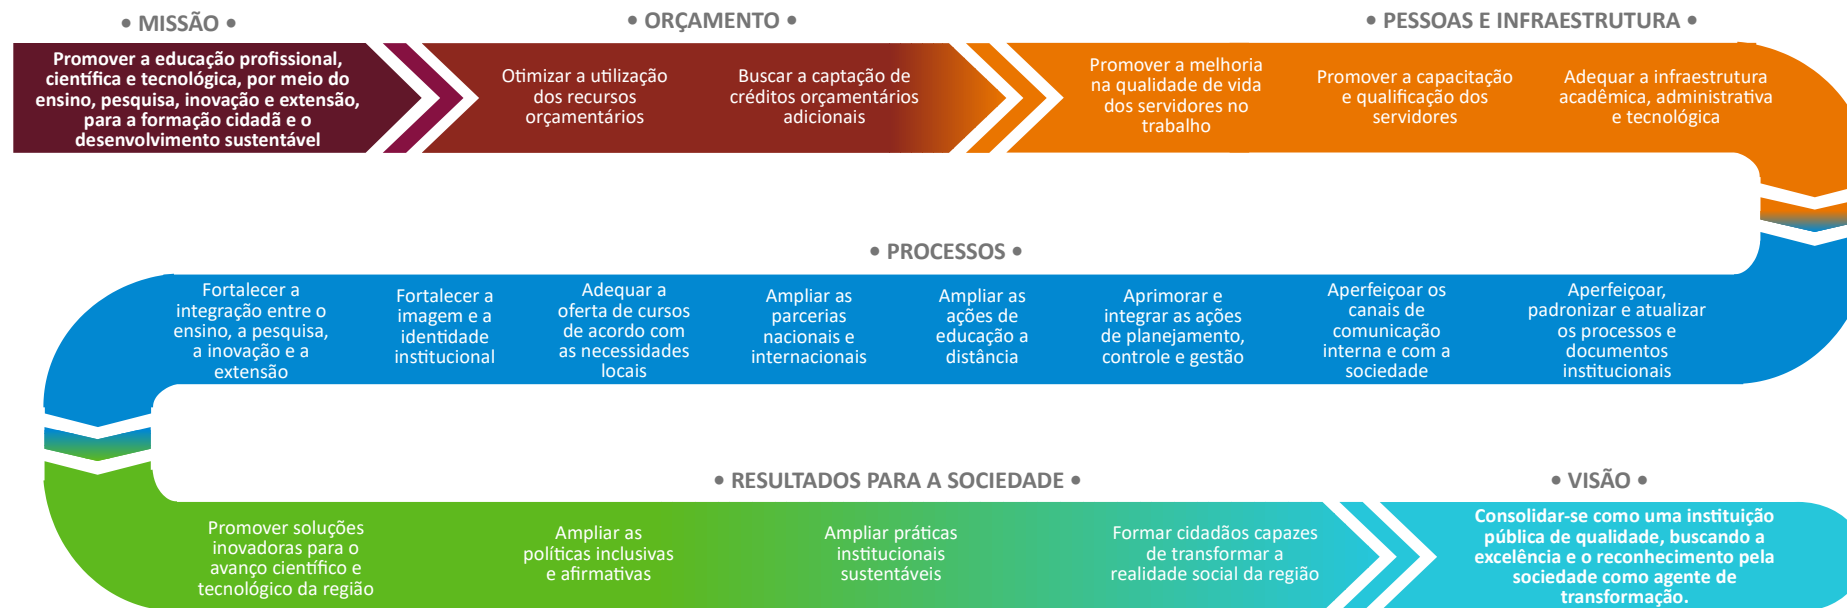 • MISSÃO •
Promover a educação profissional,
científica e tecnológica, por meio do
ensino, pesquisa, inovação e extensão,
para a formação cidadã e o
desenvolvimento sustentável
• ORÇAMENTO •
Otimizar a utilização
dos recursos
orçamentários
Buscar a captação de
créditos orçamentários
adicionais
• PESSOAS E INFRAESTRUTURA •
Promover a melhoria
na qualidade de vida
dos servidores no
trabalho
Promover a capacitação
e qualificação dos
servidores
Adequar a infraestrutura
acadêmica, administrativa
e tecnológica
• PROCESSOS •
Fortalecer a
integração entre o
ensino, a pesquisa,
a inovação e a
extensão
Fortalecer a
imagem e a
identidade
institucional
Adequar a
oferta de cursos
de acordo com
as necessidades
locais
Ampliar as
parcerias
nacionais e
internacionais
Ampliar as
ações de
educação a
distância
Aprimorar e
integrar as ações
de planejamento,
controle e gestão
Aperfeiçoar os
canais de
comunicação
interna e com a
sociedade
Aperfeiçoar,
padronizar e atualizar
os processos e
documentos
institucionais
• RESULTADOS PARA A SOCIEDADE •
Promover soluções
inovadoras para o
avanço científico e
tecnológico da região
Ampliar as
políticas inclusivas
e afirmativas
Ampliar práticas
institucionais
sustentáveis
Formar cidadãos capazes
de transformar a
realidade social da região
• VISÃO •
Consolidar-se como uma instituição
pública de qualidade, buscando a
excelência e o reconhecimento pela
sociedade como agente de
transformação.